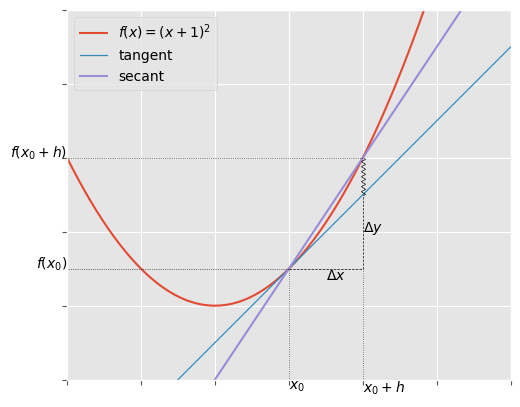 f(x) = (x + 1)²
tangent
secant
f(x₀ + h)
Δy
f(x₀)
Δx
x₀
x₀ + h